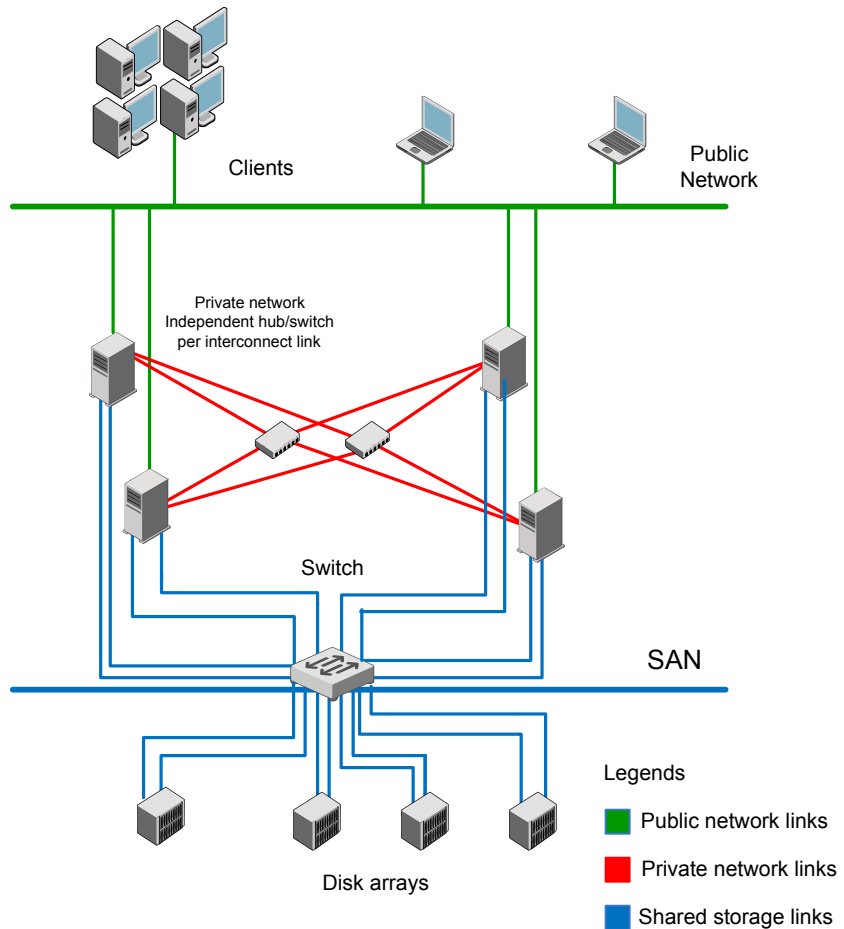 Clients
Public
Network
Private network
Independent hub/switch
per interconnect link
Switch
SAN
Legends
Public network links
Private network links
Disk arrays
Shared storage links